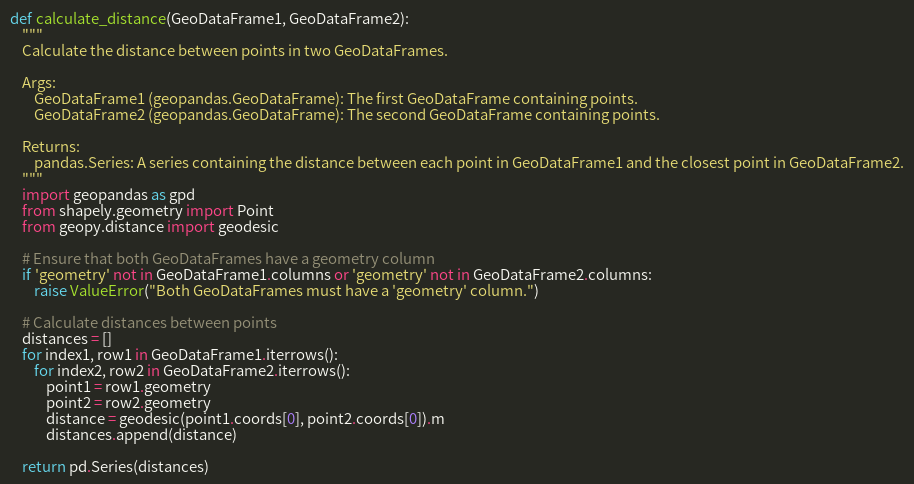 def calculate_distance(GeoDataFrame1, GeoDataFrame2):
    """
    Calculate the distance between points in two GeoDataFrames.

    Args:
        GeoDataFrame1 (geopandas.GeoDataFrame): The first GeoDataFrame containing points.
        GeoDataFrame2 (geopandas.GeoDataFrame): The second GeoDataFrame containing points.

    Returns:
        pandas.Series: A series containing the distance between each point in GeoDataFrame1 and the closest point in GeoDataFrame2.
    """
    import geopandas as gpd
    from shapely.geometry import Point
    from geopy.distance import geodesic

    # Ensure that both GeoDataFrames have a geometry column
    if 'geometry' not in GeoDataFrame1.columns or 'geometry' not in GeoDataFrame2.columns:
        raise ValueError("Both GeoDataFrames must have a 'geometry' column.")

    # Calculate distances between points
    distances = []
    for index1, row1 in GeoDataFrame1.iterrows():
        for index2, row2 in GeoDataFrame2.iterrows():
            point1 = row1.geometry
            point2 = row2.geometry
            distance = geodesic(point1.coords[0], point2.coords[0]).m
            distances.append(distance)

    return pd.Series(distances)